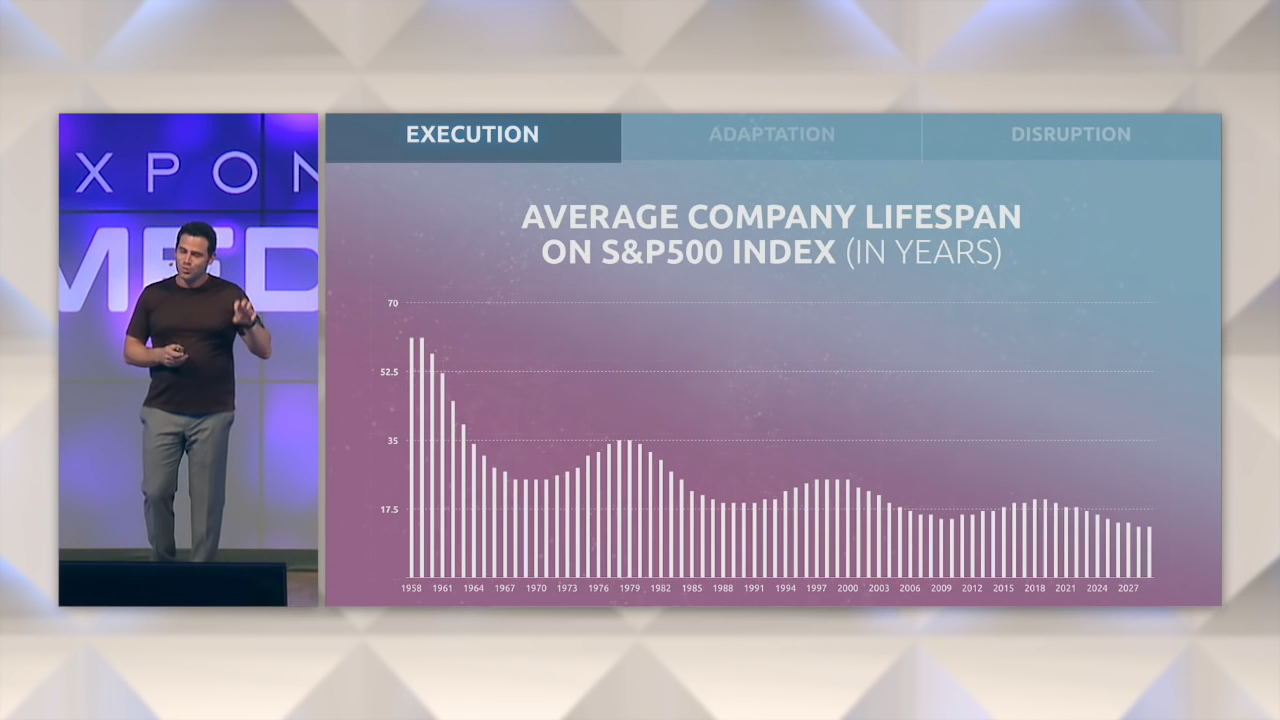 XPON
MED
EXECUTION
ADAPTATION
DISRUPTION
AVERAGE COMPANY LIFESPAN
ON S&P500 INDEX (IN YEARS)
70
52.5
35
17.5
1958 1961 1964 1967 1970 1973 1976 1979 1982 1985 1988 1991 1994 1997 2000 2003 2006 2009 2012 2015 2018 2021 2024 2027